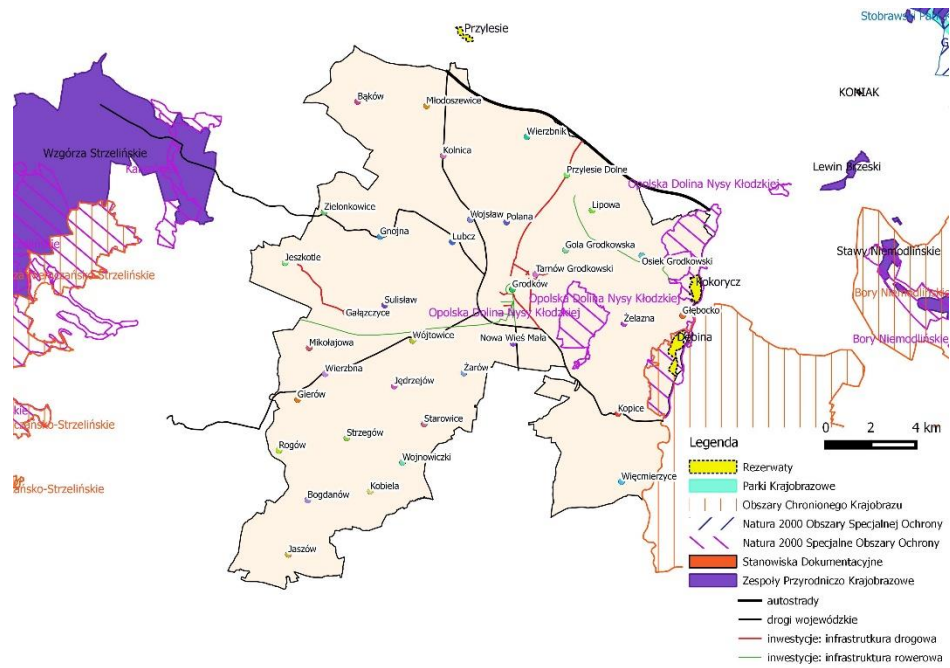 Przylesie
Stobrawski Park
Bąków
Młodoszewice
KONIAK
Wierzbnik
Wzgórza Strzelińskie
Kolnica
Przylesie Dolne
Lewin Brzeski
Opolska Dolina Nysy Kłodzkiej
Zielonkowice
Lipowa
Wojsław
Polana
Gnojna
Lubcz
Gola Grodkowska
Stawy Niemodlińskie
Jeszkotle
Osiek Grodkowski
Tarnów Grodkowski
Kokorycz
Grodków
Bory Niemodlińskie
Opolska Dolina Nysy Kłodzkiej
Sulisław
Gałązczyce
Opolska Dolina Nysy Kłodzkiej
Głębocko
Żelazna
Dębina
Mikołajowa
Wójtowice
Nowa Wieś Mała
Bory Niemodlińskie
Wierzbna
Żarów
Jędrzejów
Gierów
Kopice
Starowice
0 2 4 km
Strzegów
Legenda
Rogów
Wojnowiczki
Rezerwaty
Więcmierzyce
Parki Krajobrazowe
Bogdanów
Kobiela
Obszary Chronionego Krajobrazu
Natura 2000 Obszary Specjalnej Ochrony
Natura 2000 Specjalne Obszary Ochrony
Jaszów
Stanowiska Dokumentacyjne
Zespoły Przyrodniczo Krajobrazowe
autostrady
drogi wojewódzkie
inwestycje: infrastrutkura drogowa
inwestycje: infrastruktura rowerowa